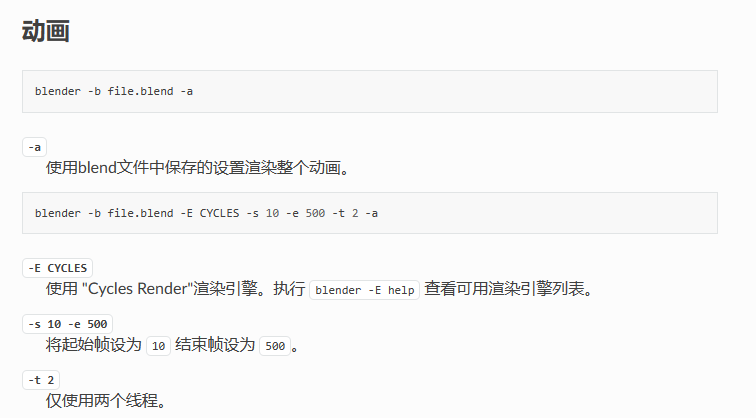 动画
blender -b file.blend -a
-a
使用blend文件中保存的设置渲染整个动画。
blender -b file.blend -E CYCLES -s 10 -e 500 -t 2 -a
-E CYCLES
使用 "Cycles Render"渲染引擎。执行 blender -E help 查看可用渲染引擎列表。
-s 10 -e 500
将起始帧设为 10 结束帧设为 500 。
-t 2
仅使用两个线程。